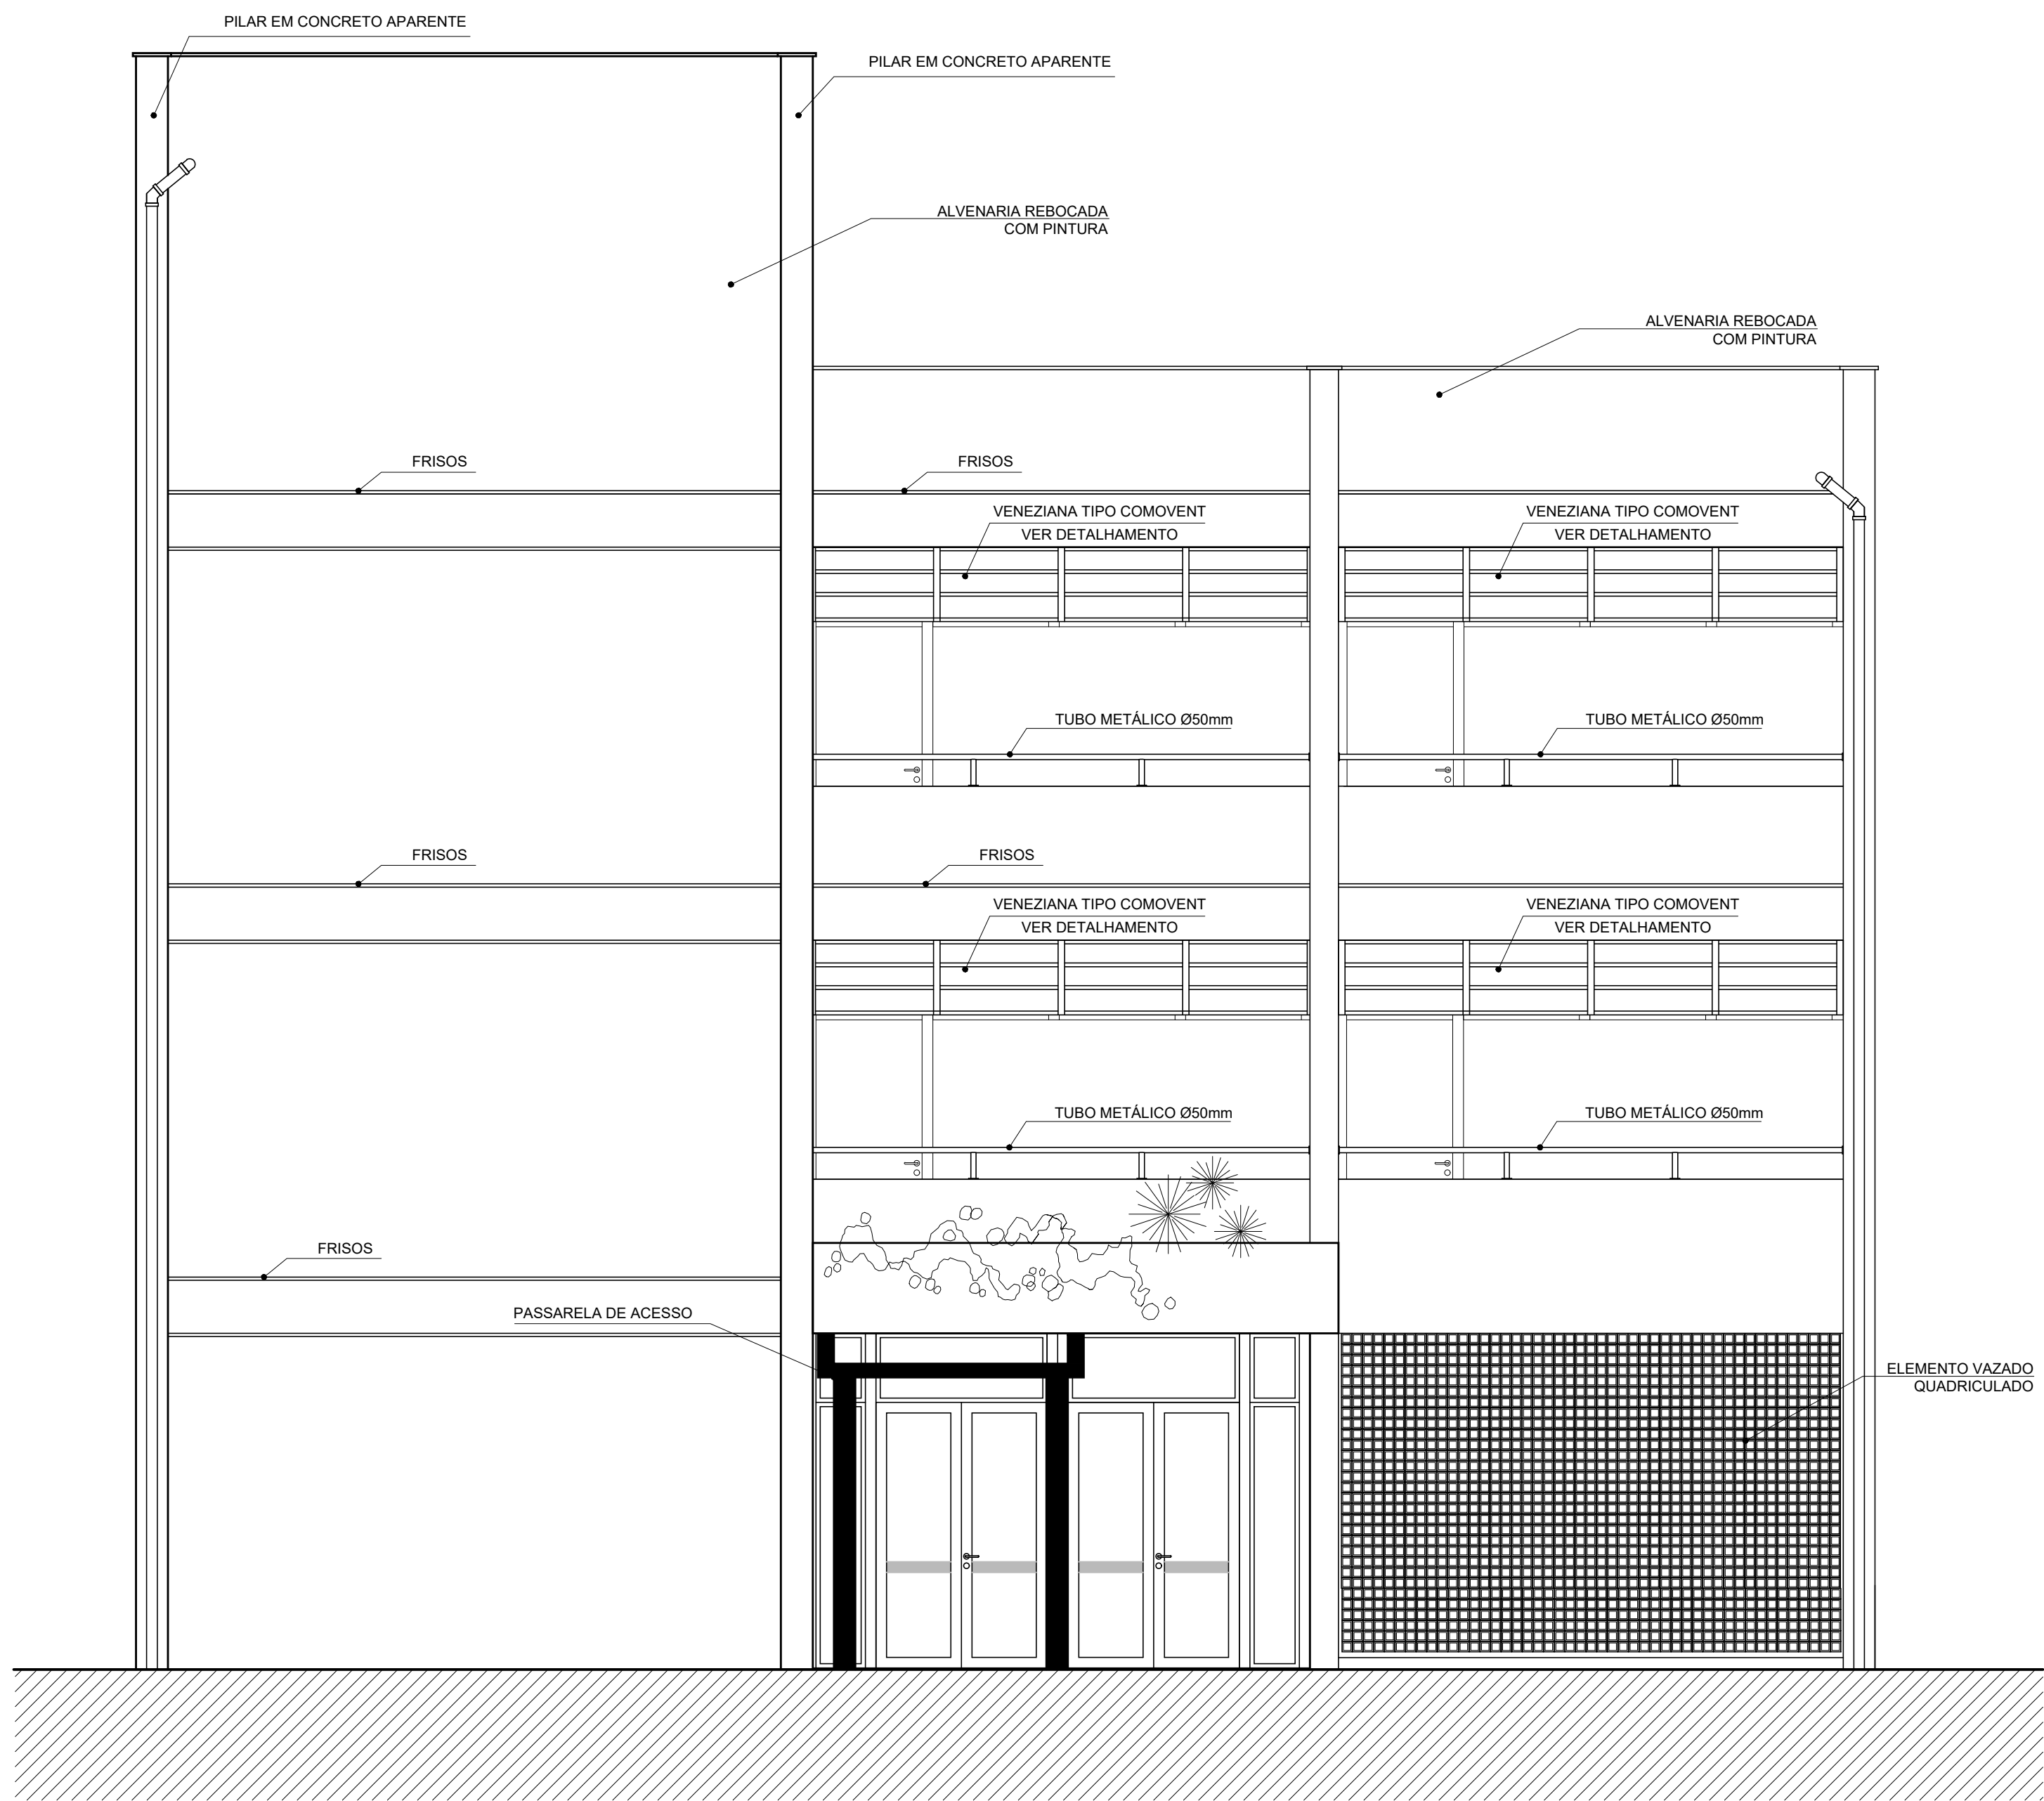 PILAR EM CONCRETO APARENTE
PILAR EM CONCRETO APARENTE
ALVENARIA REBOCADA
COM PINTURA
ALVENARIA REBOCADA
COM PINTURA
FRISOS
FRISOS
VENEZIANA TIPO COMOVENT
VER DETALHAMENTO
VENEZIANA TIPO COMOVENT
VER DETALHAMENTO
TUBO METÁLICO Ø50mm
TUBO METÁLICO Ø50mm
FRISOS
FRISOS
VENEZIANA TIPO COMOVENT
VER DETALHAMENTO
VENEZIANA TIPO COMOVENT
VER DETALHAMENTO
TUBO METÁLICO Ø50mm
TUBO METÁLICO Ø50mm
FRISOS
PASSARELA DE ACESSO
ELEMENTO VAZADO
QUADRICULADO